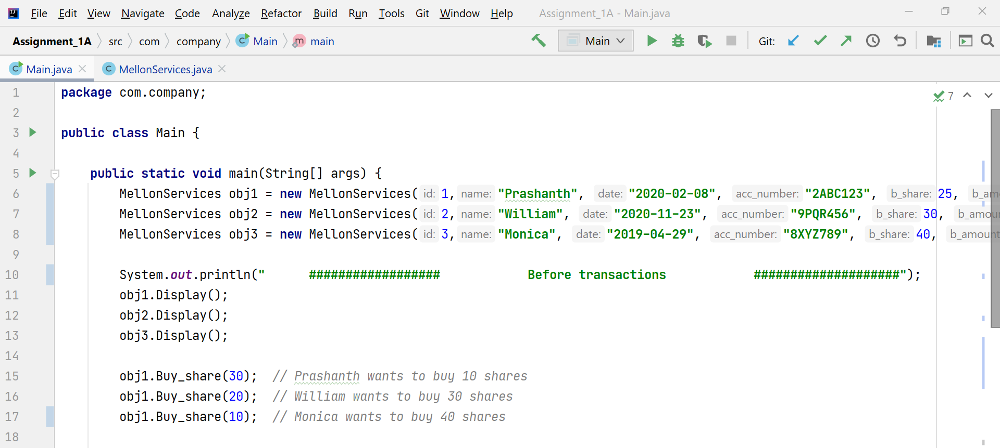 File Edit View Navigate Code Analyze Refactor Build Run Tools Git Window Help Assignment_1A - Main.java
Assignment_1A src com company Main main Main Git:
Main.java MellonServices.java
1 package com.company; 7
2
3 public class Main {
4
5 public static void main(String[] args) {
6 MellonServices obj1 = new MellonServices( id: 1, name: "Prashanth", date: "2020-02-08", acc_number: "2ABC123", b_share: 25, b_am
7 MellonServices obj2 = new MellonServices( id: 2, name: "William", date: "2020-11-23", acc_number: "9PQR456", b_share: 30, b_amou
8 MellonServices obj3 = new MellonServices( id: 3, name: "Monica", date: "2019-04-29", acc_number: "8XYZ789", b_share: 40, b_amount
9
10 System.out.println("      ##################            Before transactions            ####################");
11 obj1.Display();
12 obj2.Display();
13 obj3.Display();
14
15 obj1.Buy_share(30);  // Prashanth wants to buy 10 shares
16 obj1.Buy_share(20);  // William wants to buy 30 shares
17 obj1.Buy_share(10);  // Monica wants to buy 40 shares
18